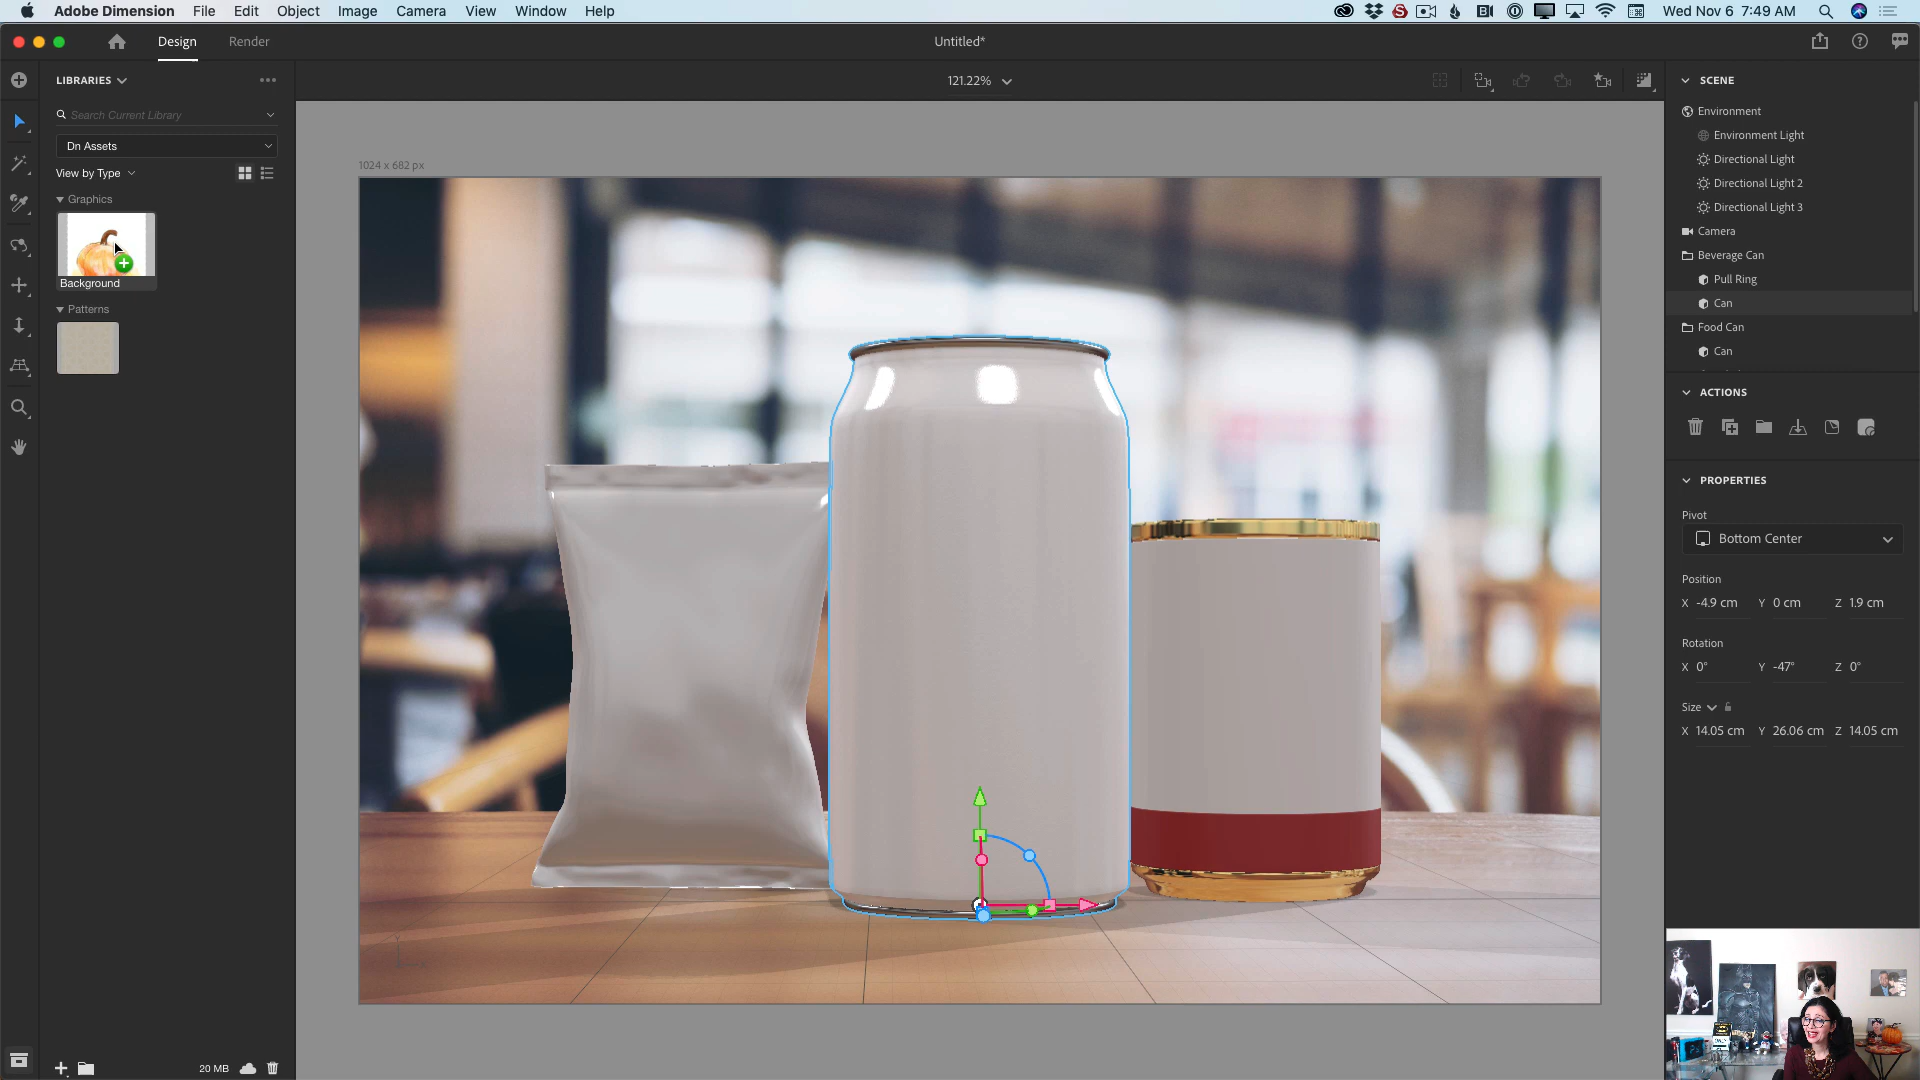 Adobe Dimension File Edit Object Image Camera View Window Help
Wed Nov 6 7:49 AM
Design Render
Untitled*
LIBRARIES
121.22%
Search Current Library
Dn Assets
View by Type
Graphics
Background
Patterns
20 MB
1024 x 682 px
SCENE
Environment
Environment Light
Directional Light
Directional Light 2
Directional Light 3
Camera
Beverage Can
Pull Ring
Can
Food Can
Can
ACTIONS
PROPERTIES
Pivot
Bottom Center
Position
X -4.9 cm Y 0 cm Z 1.9 cm
Rotation
X 0° Y -47° Z 0°
Size
X 14.05 cm Y 26.06 cm Z 14.05 cm